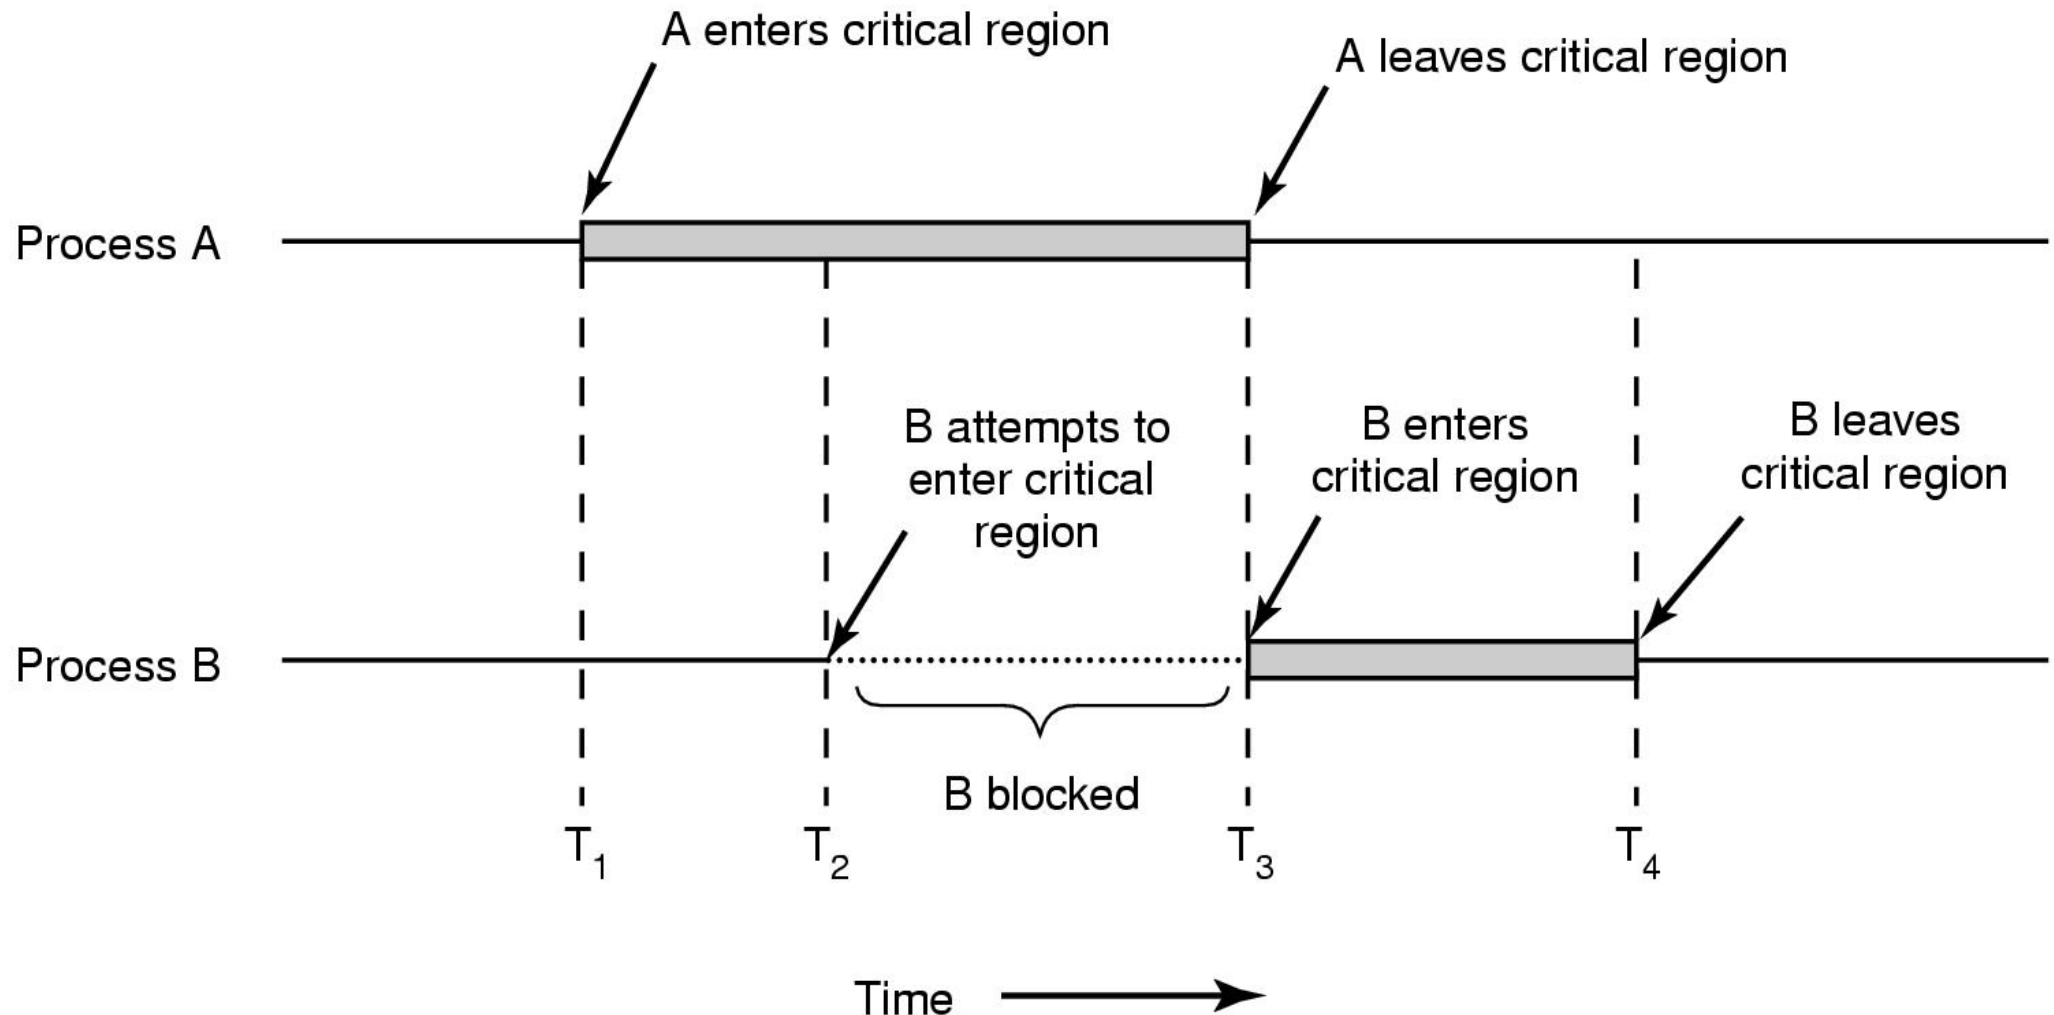 A enters critical region
A leaves critical region
Process A
B attempts to
enter critical
region
B enters
critical region
B leaves
critical region
Process B
B blocked
T1
T2
T3
T4
Time